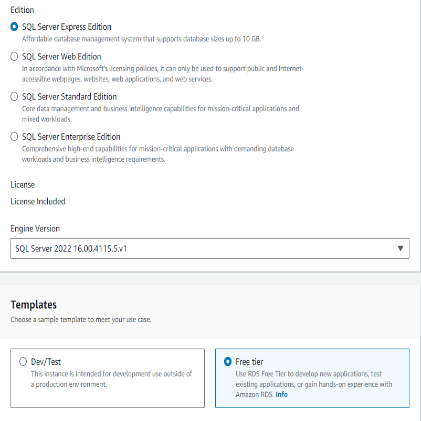 Edition
SQL Server Express Edition
Affordable database management system that supports database sizes up to 10 GB.
SQL Server Web Edition
In accordance with Microsoft's licensing policies, it can only be used to support public and Internet-
accessible webpages, websites, web applications, and web services.
SQL Server Standard Edition
Core data management and business intelligence capabilities for mission-critical applications and
mixed workloads.
SQL Server Enterprise Edition
Comprehensive high-end capabilities for mission-critical applications with demanding database
workloads and business intelligence requirements.
License
License Included
Engine Version
SQL Server 2022 16.00.4115.5.v1
Templates
Choose a sample template to meet your use case.
Dev/Test
This instance is intended for development use outside of
a production environment.
Free tier
Use RDS Free Tier to develop new applications, test
existing applications, or gain hands-on experience with
Amazon RDS. Info